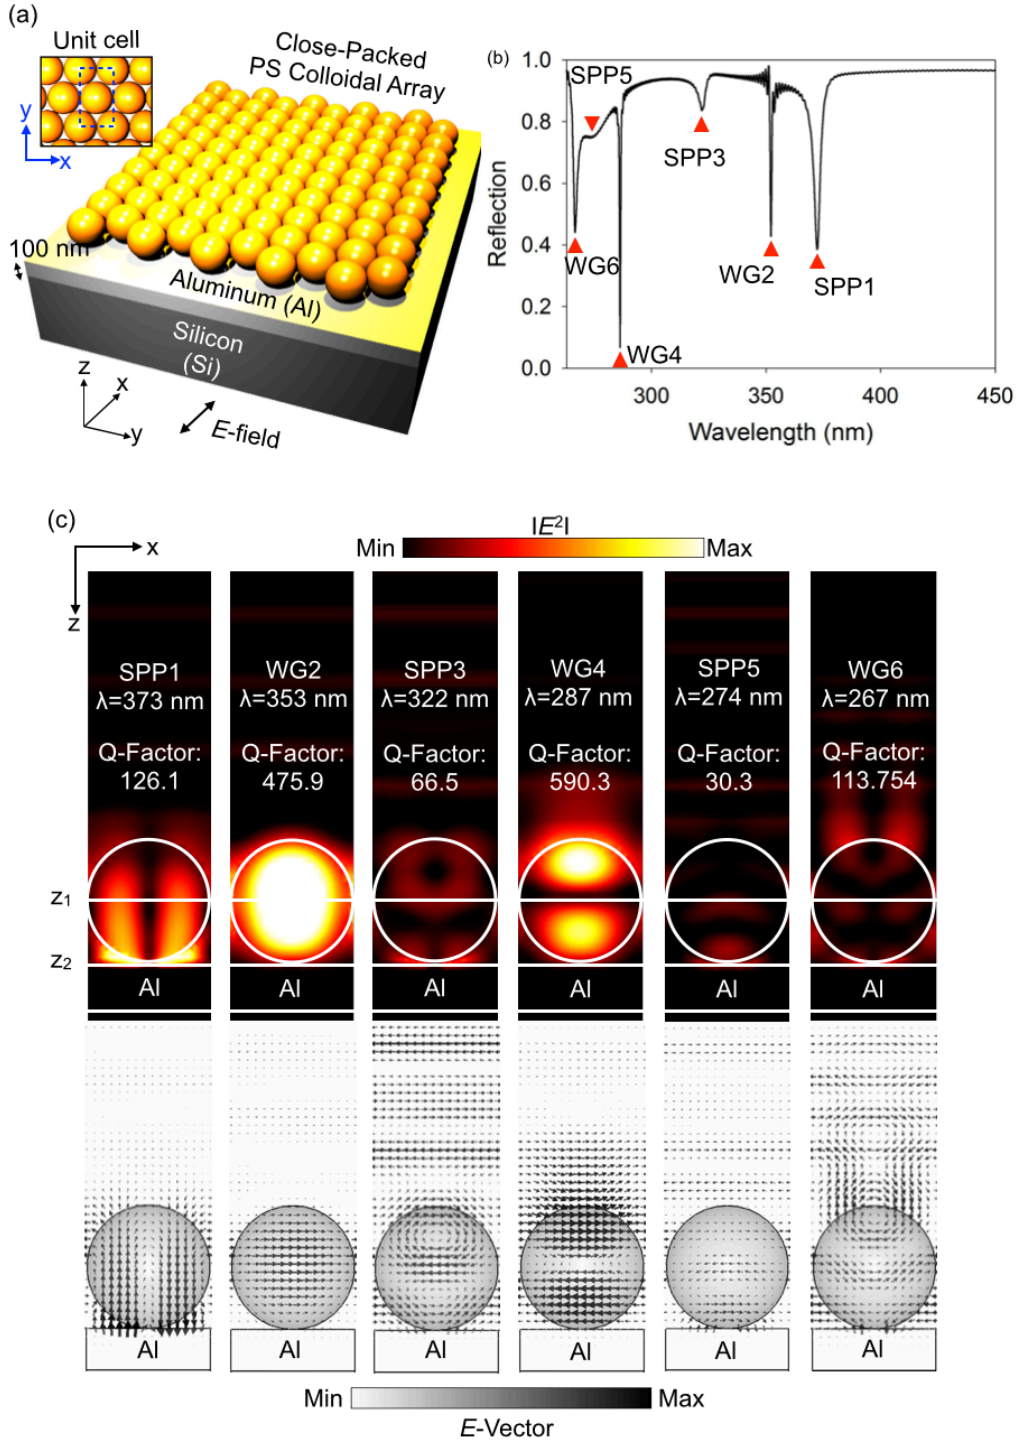 (a)
Unit cell
y
x
Close-Packed
PS Colloidal Array
100 nm
Aluminum (Al)
Silicon
(Si)
z
x
y
E-field
(b)
1.0
0.8
0.6
0.4
0.2
0.0
Reflection
SPP5
SPP3
WG6
WG2
SPP1
WG4
300
350
400
450
Wavelength (nm)
(c)
|E²|
Min
Max
x
z
SPP1
λ=373 nm
Q-Factor:
126.1
WG2
λ=353 nm
Q-Factor:
475.9
SPP3
λ=322 nm
Q-Factor:
66.5
WG4
λ=287 nm
Q-Factor:
590.3
SPP5
λ=274 nm
Q-Factor:
30.3
WG6
λ=267 nm
Q-Factor:
113.754
z₁
z₂
Al
Al
Al
Al
Al
Al
Al
Al
Al
Al
Al
Al
Min
Max
E-Vector